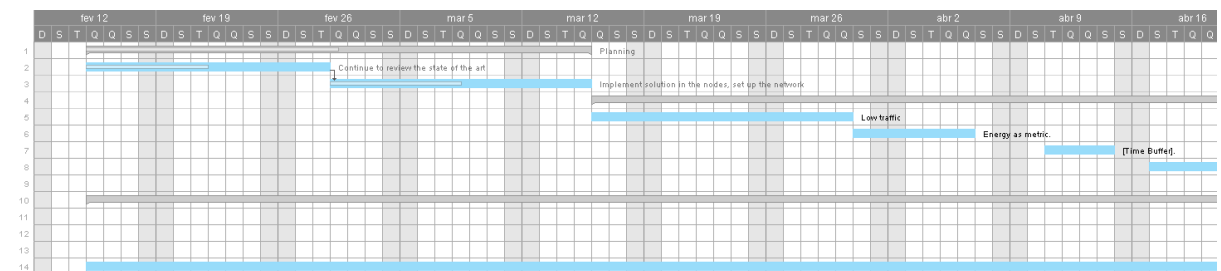 fev 12 fev 19 fev 26 mar 5 mar 12 mar 19 mar 26 abr 2 abr 9 abr 16
D S T Q Q S S D S T Q Q S S D S T Q Q S S D S T Q Q S S D S T Q Q S S D S T Q Q S S D S T Q Q S S D S T Q Q S S D S T Q Q S S D S T Q Q
1 Planning
2 Continue to review the state of the art
3 Implement solution in the nodes, set up the network
4
5 Low traffic
6 Energy as metric.
7 [Time Buffer].
8
9
10
11
12
13
14